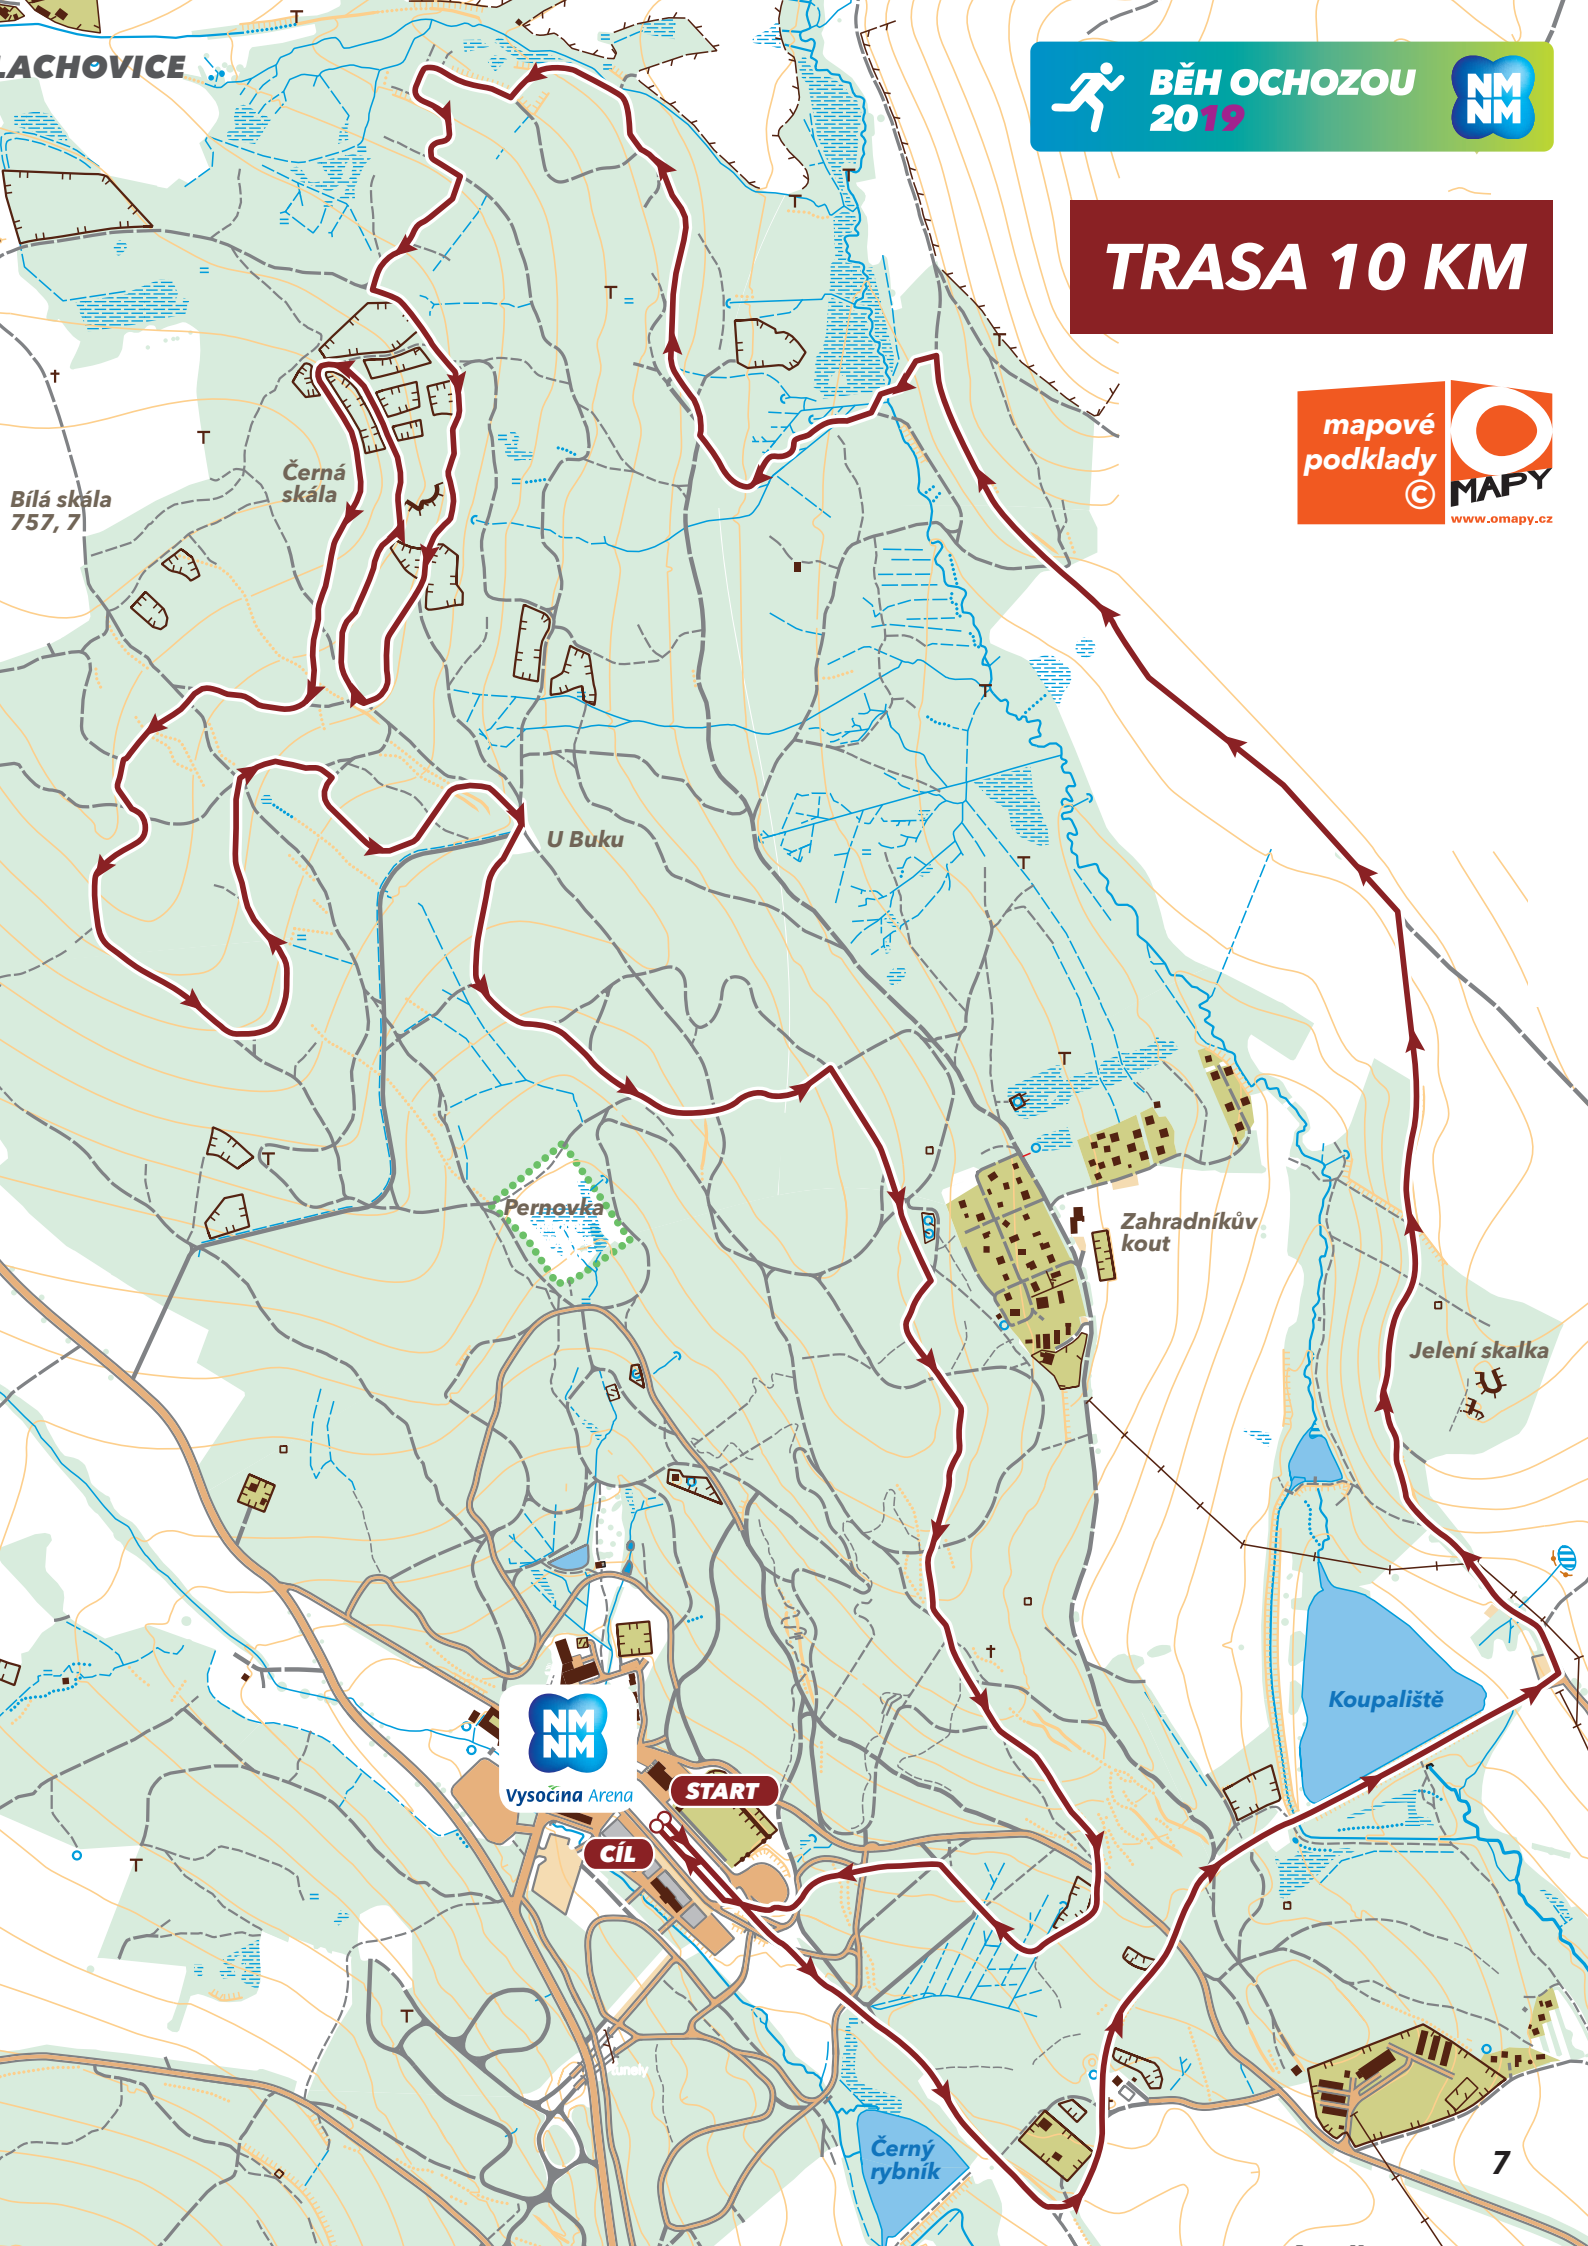 LACHOVICE
BĚH OCHOZOU
2019
NM
NM
TRASA 10 KM
mapové
podklady
©
MAPY
www.omapy.cz
Černá
skála
Bílá skála
757, 7
U Buku
Pernovka
Zahradníkův
kout
Jelení skalka
Koupaliště
NM
NM
Vysočina Arena
START
CÍL
tunely
Černý
rybník
7